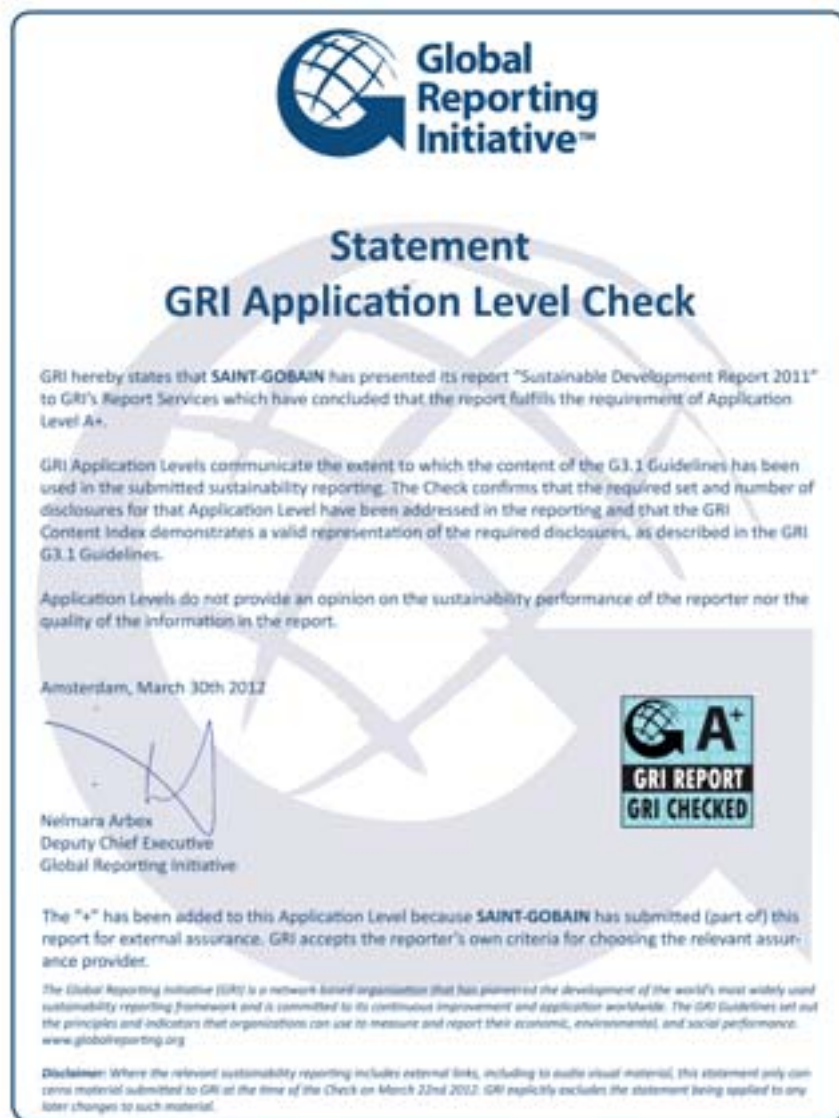 Global
Reporting
Initiative™
Statement
GRI Application Level Check
GRI hereby states that SAINT-GOBAIN has presented its report "Sustainable Development Report 2011"
to GRI's Report Services which have concluded that the report fulfills the requirement of Application
Level A+.
GRI Application Levels communicate the extent to which the content of the G3.1 Guidelines has been
used in the submitted sustainability reporting. The Check confirms that the required set and number of
disclosures for that Application Level have been addressed in the reporting and that the GRI
Content Index demonstrates a valid representation of the required disclosures, as described in the GRI
G3.1 Guidelines.
Application Levels do not provide an opinion on the sustainability performance of the reporter nor the
quality of the information in the report.
Amsterdam, March 30th 2012
A+
GRI REPORT
GRI CHECKED
Nelmara Arbex
Deputy Chief Executive
Global Reporting Initiative
The "+" has been added to this Application Level because SAINT-GOBAIN has submitted (part of) this
report for external assurance. GRI accepts the reporter's own criteria for choosing the relevant assur-
ance provider.
The Global Reporting Initiative (GRI) is a network-based organization that has pioneered the development of the world's most widely used
sustainability reporting framework and is committed to its continuous improvement and application worldwide. The GRI Guidelines set out
the principles and indicators that organizations can use to measure and report their economic, environmental, and social performance.
www.globalreporting.org
Disclaimer: Where the relevant sustainability reporting includes external links, including to audio visual material, this statement only con-
cerns material submitted to GRI at the time of the Check on March 22nd 2012. GRI explicitly excludes the statement being applied to any
later changes to such material.